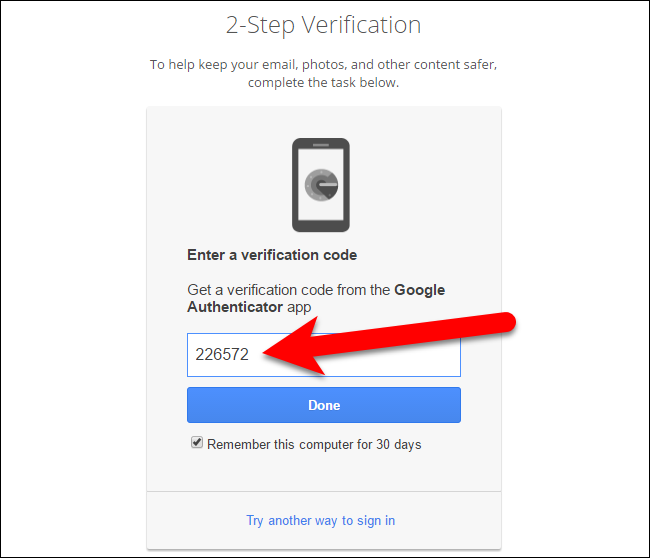 2-Step Verification
To help keep your email, photos, and other content safer,
complete the task below.
Enter a verification code
Get a verification code from the Google
Authenticator app
226572
Done
Remember this computer for 30 days
Try another way to sign in